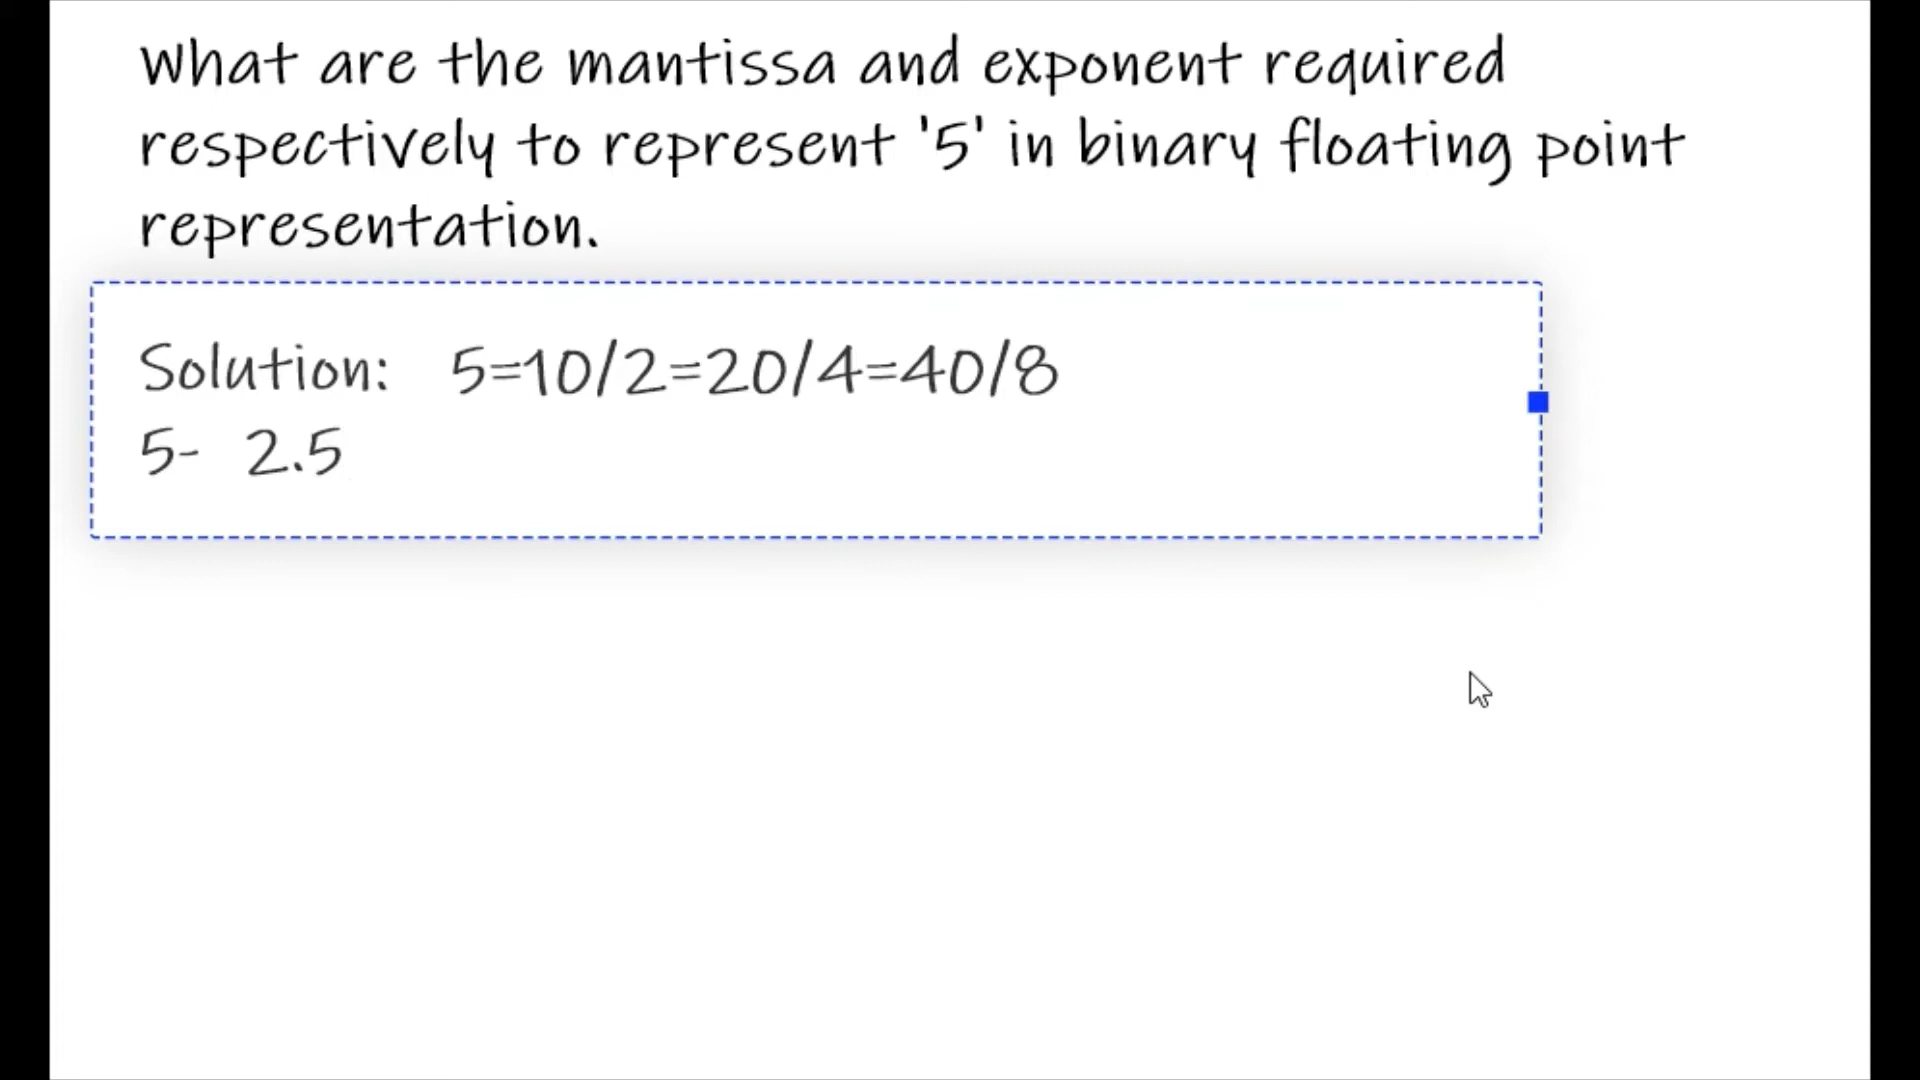 What are the mantissa and exponent required
respectively to represent '5' in binary floating point
representation.
Solution: 5=10/2=20/4=40/8
5- 2.5